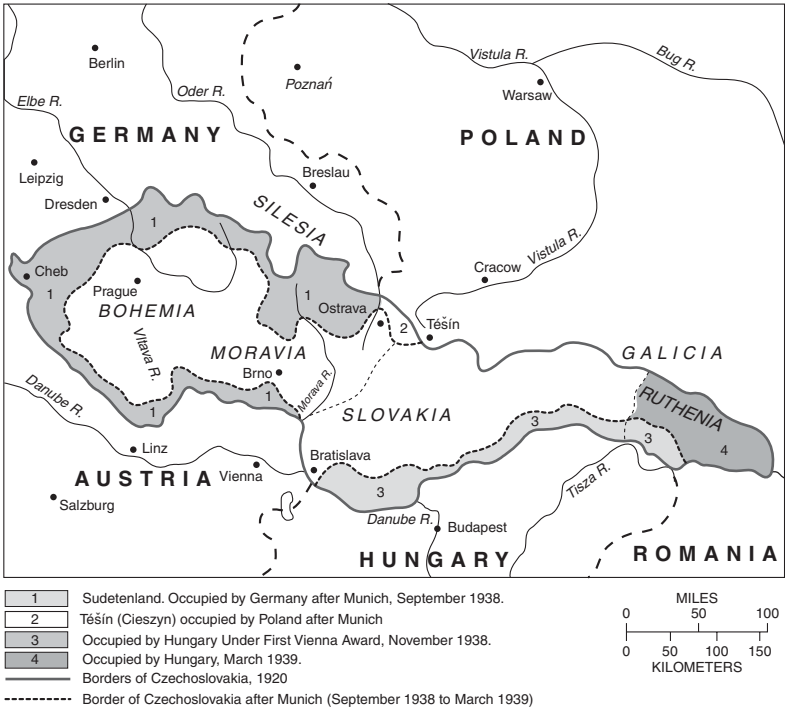 Berlin
Poznań
Vistula R.
Bug R.
Warsaw
Elbe R.
Oder R.
GERMANY
POLAND
Leipzig
Breslau
Dresden
SILESIA
1
Vistula R.
Cheb
Cracow
1
Prague
1
Ostrava
BOHEMIA
2
Téšín
Vltava R.
MORAVIA
GALICIA
Brno
Morava R.
Danube R.
RUTHENIA
1
1
SLOVAKIA
3
3
4
Linz
Bratislava
AUSTRIA
Vienna
Tisza R.
3
Salzburg
Danube R.
Budapest
HUNGARY
ROMANIA
1 Sudetenland. Occupied by Germany after Munich, September 1938.
2 Téšín (Cieszyn) occupied by Poland after Munich
3 Occupied by Hungary Under First Vienna Award, November 1938.
4 Occupied by Hungary, March 1939.
Borders of Czechoslovakia, 1920
Border of Czechoslovakia after Munich (September 1938 to March 1939)
MILES
0 50 100
0 50 100 150
KILOMETERS